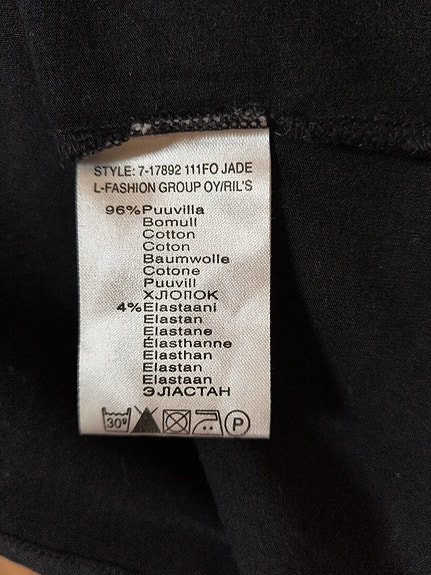 STYLE: 7-17892 111FO JADE
L-FASHION GROUP OY/RIL'S
96% Puuvilla
Bomull
Cotton
Coton
Baumwolle
Cotone
Puuvill
ХЛОПОК
4% Elastaani
Elastan
Elastane
Élasthanne
Elasthan
Elastan
Elastaan
ЭЛАСТАН
30° P